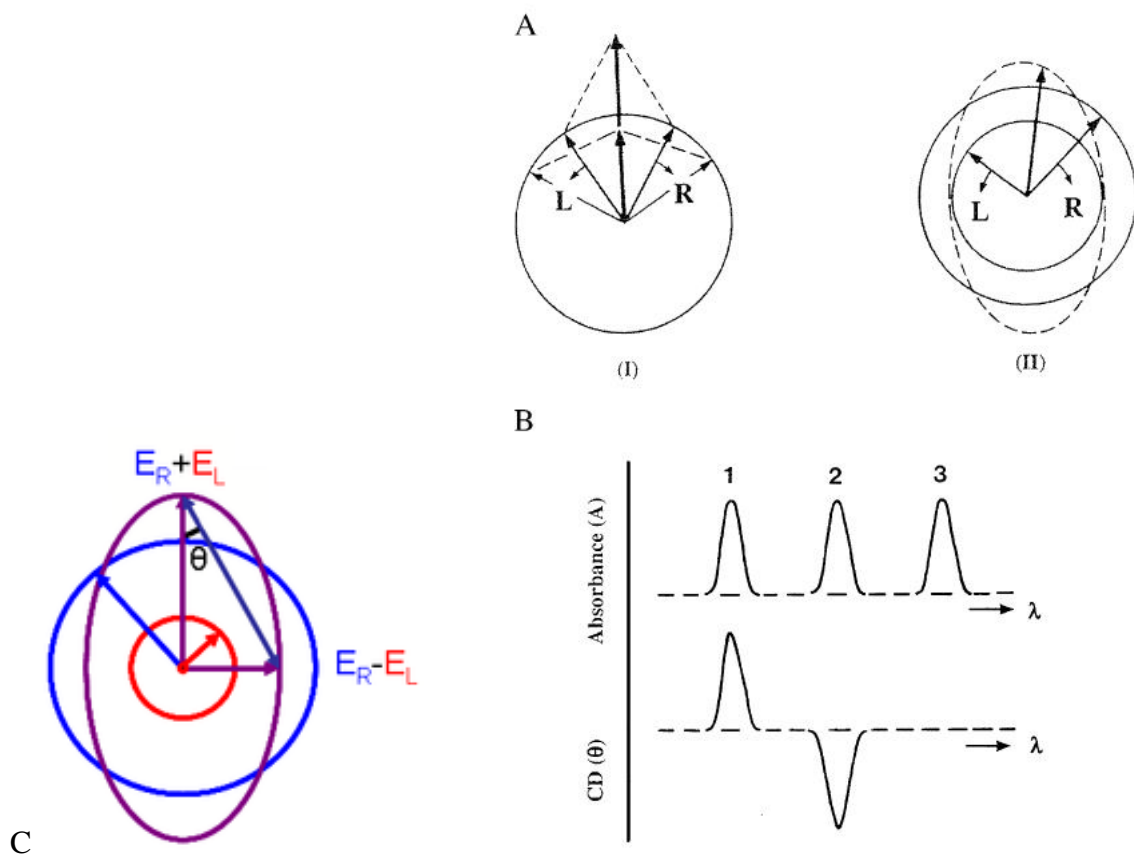 A
L
R
(I)
L
R
(II)
B
Absorbance (A)
1
2
3
λ
CD (θ)
λ
E_R+E_L
θ
E_R-E_L
C